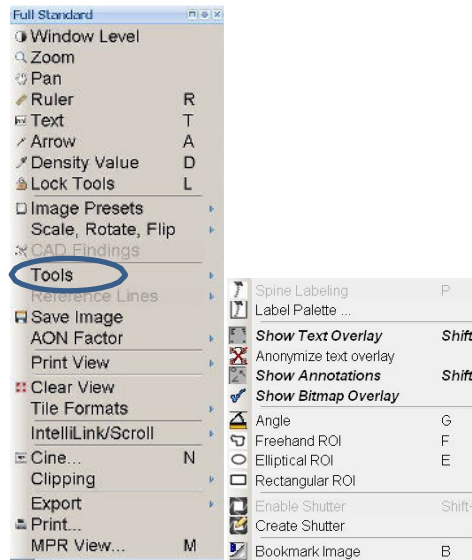 Full Standard
Window Level
Zoom
Pan
Ruler R
Text T
Arrow A
Density Value D
Lock Tools L
Image Presets
Scale, Rotate, Flip
CAD Findings
Tools
Reference Lines
Save Image
AON Factor
Print View
Clear View
Tile Formats
IntelliLink/Scroll
Cine... N
Clipping
Export
Print...
MPR View... M
Spine Labeling P
Label Palette ...
Show Text Overlay Shift
Anonymize text overlay
Show Annotations Shift
Show Bitmap Overlay
Angle G
Freehand ROI F
Elliptical ROI E
Rectangular ROI
Enable Shutter Shift-
Create Shutter
Bookmark Image B